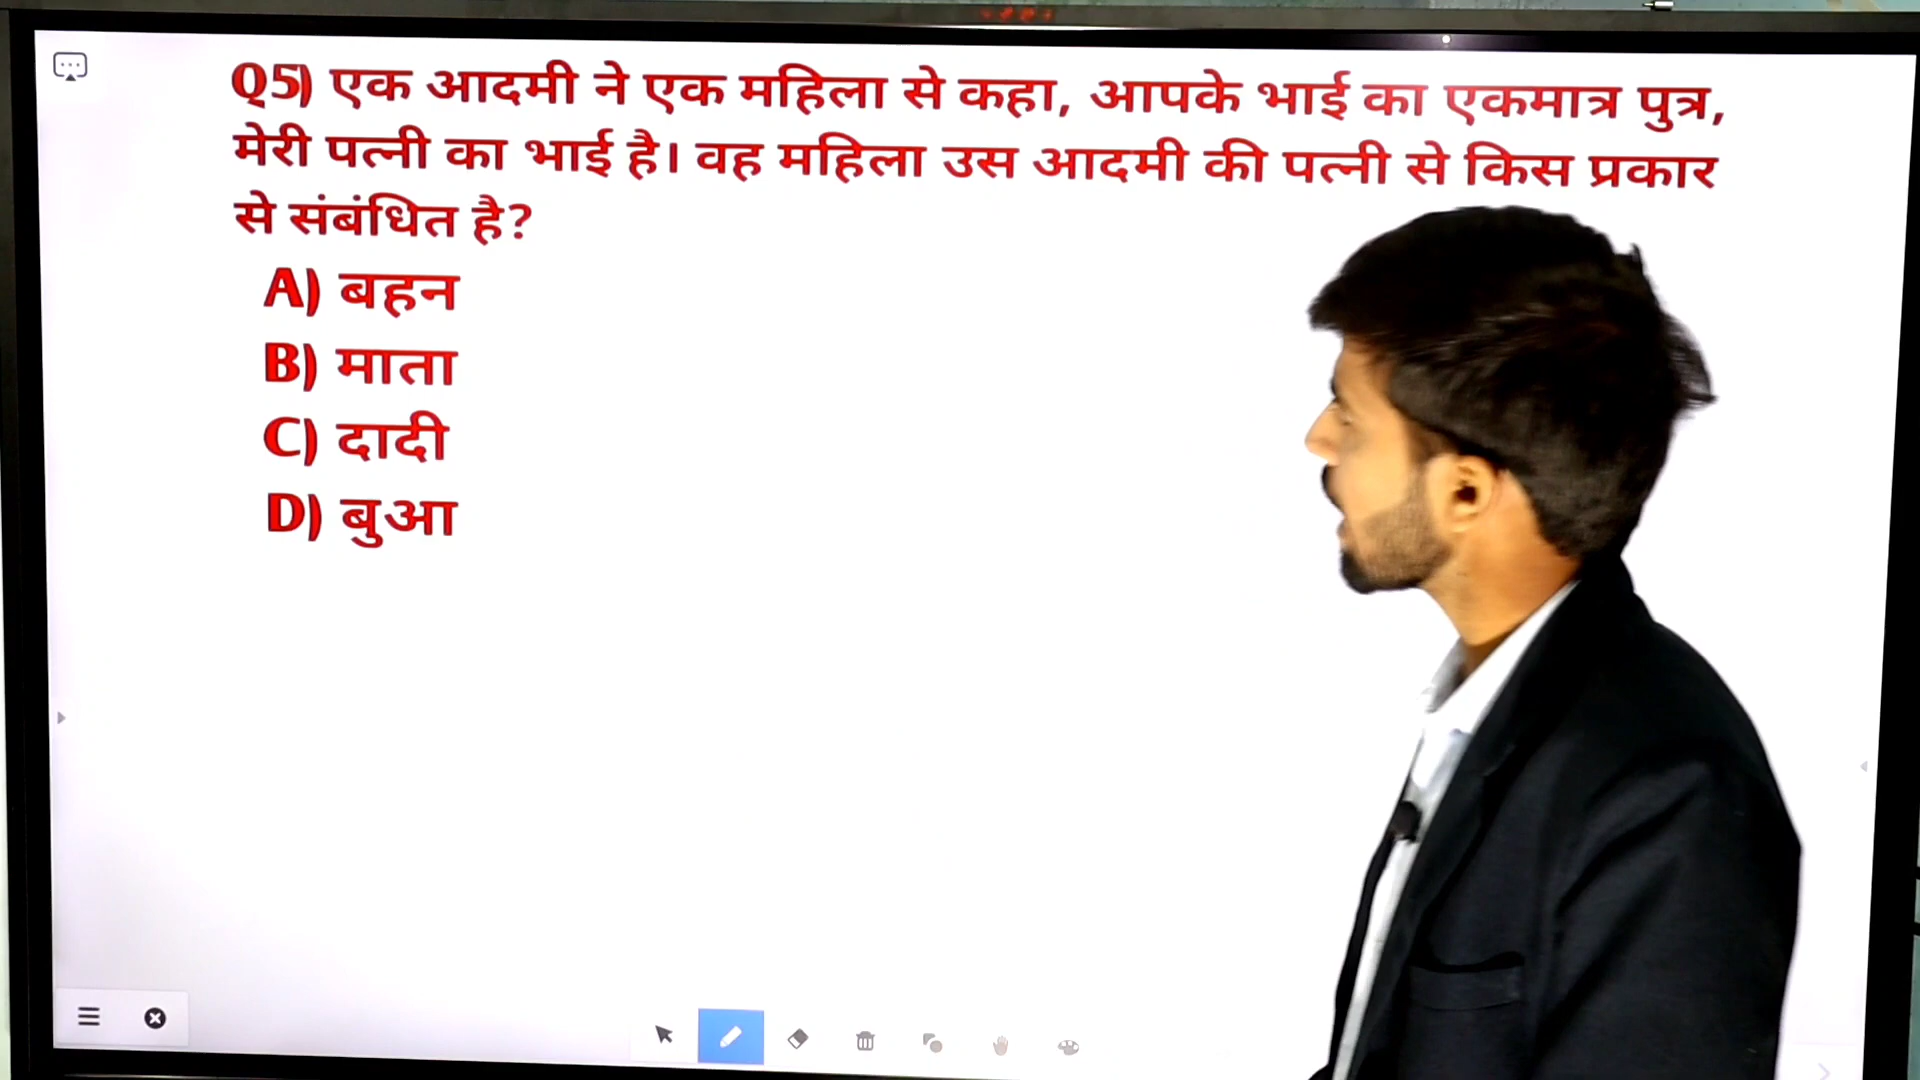 Q5) एक आदमी ने एक महिला से कहा, आपके भाई का एकमात्र पुत्र,
मेरी पत्नी का भाई है। वह महिला उस आदमी की पत्नी से किस प्रकार
से संबंधित है?
A) बहन
B) माता
C) दादी
D) बुआ